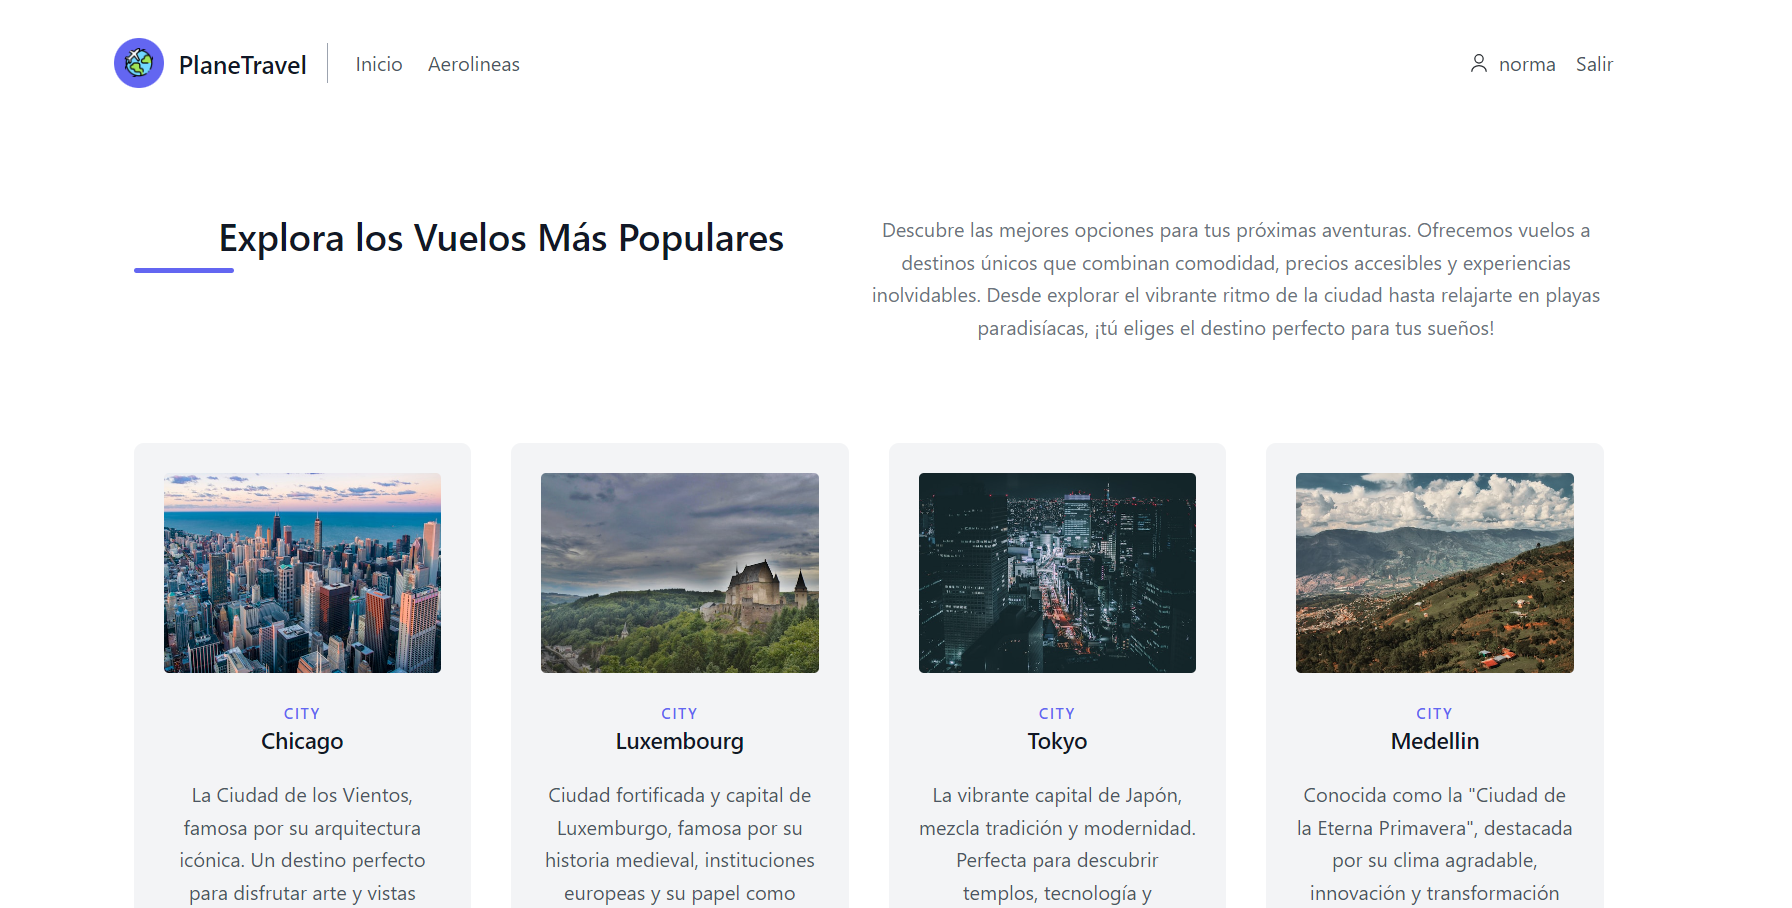 PlaneTravel
Inicio
Aerolineas
norma
Salir
Explora los Vuelos Más Populares
Descubre las mejores opciones para tus próximas aventuras. Ofrecemos vuelos a
destinos únicos que combinan comodidad, precios accesibles y experiencias
inolvidables. Desde explorar el vibrante ritmo de la ciudad hasta relajarte en playas
paradisíacas, ¡tú eliges el destino perfecto para tus sueños!
CITY
Chicago
La Ciudad de los Vientos,
famosa por su arquitectura
icónica. Un destino perfecto
para disfrutar arte y vistas
CITY
Luxembourg
Ciudad fortificada y capital de
Luxemburgo, famosa por su
historia medieval, instituciones
europeas y su papel como
CITY
Tokyo
La vibrante capital de Japón,
mezcla tradición y modernidad.
Perfecta para descubrir
templos, tecnología y
CITY
Medellin
Conocida como la "Ciudad de
la Eterna Primavera", destacada
por su clima agradable,
innovación y transformación